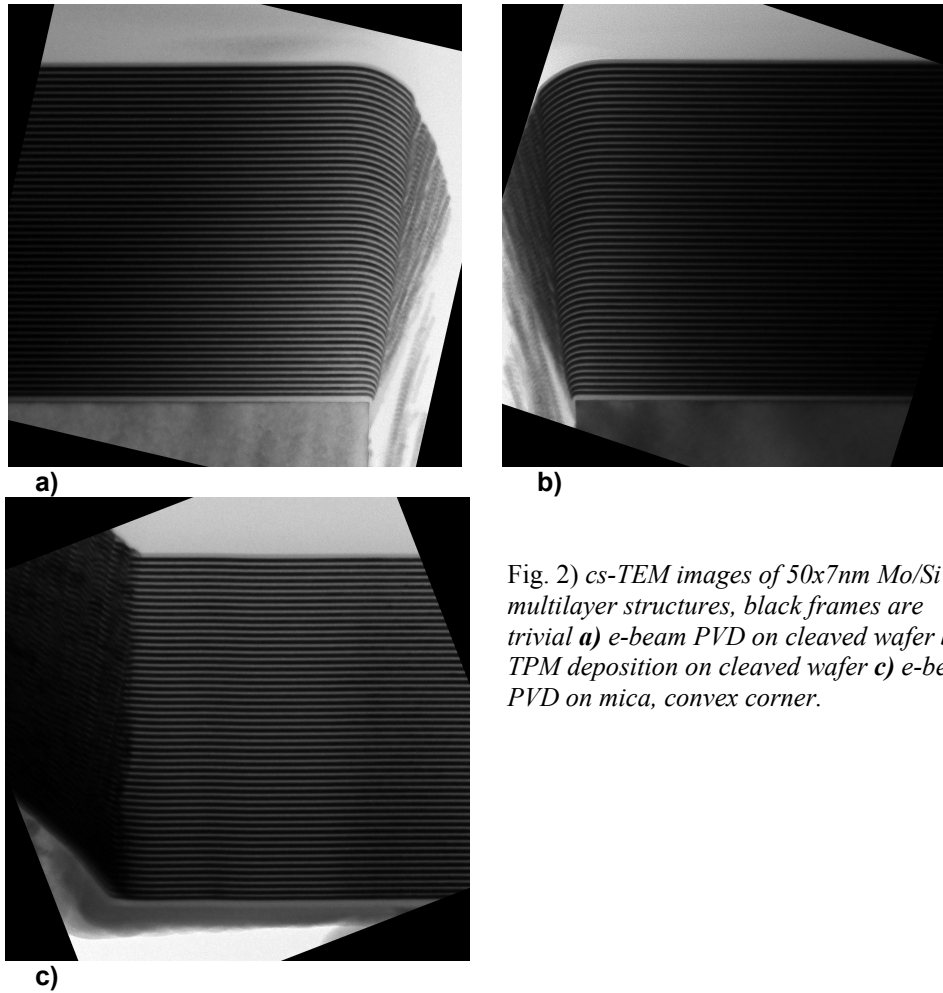 a)
b)
c)
Fig. 2) cs-TEM images of 50x7nm Mo/Si
multilayer structures, black frames are
trivial a) e-beam PVD on cleaved wafer
TPM deposition on cleaved wafer c)
PVD on mica, convex corner.